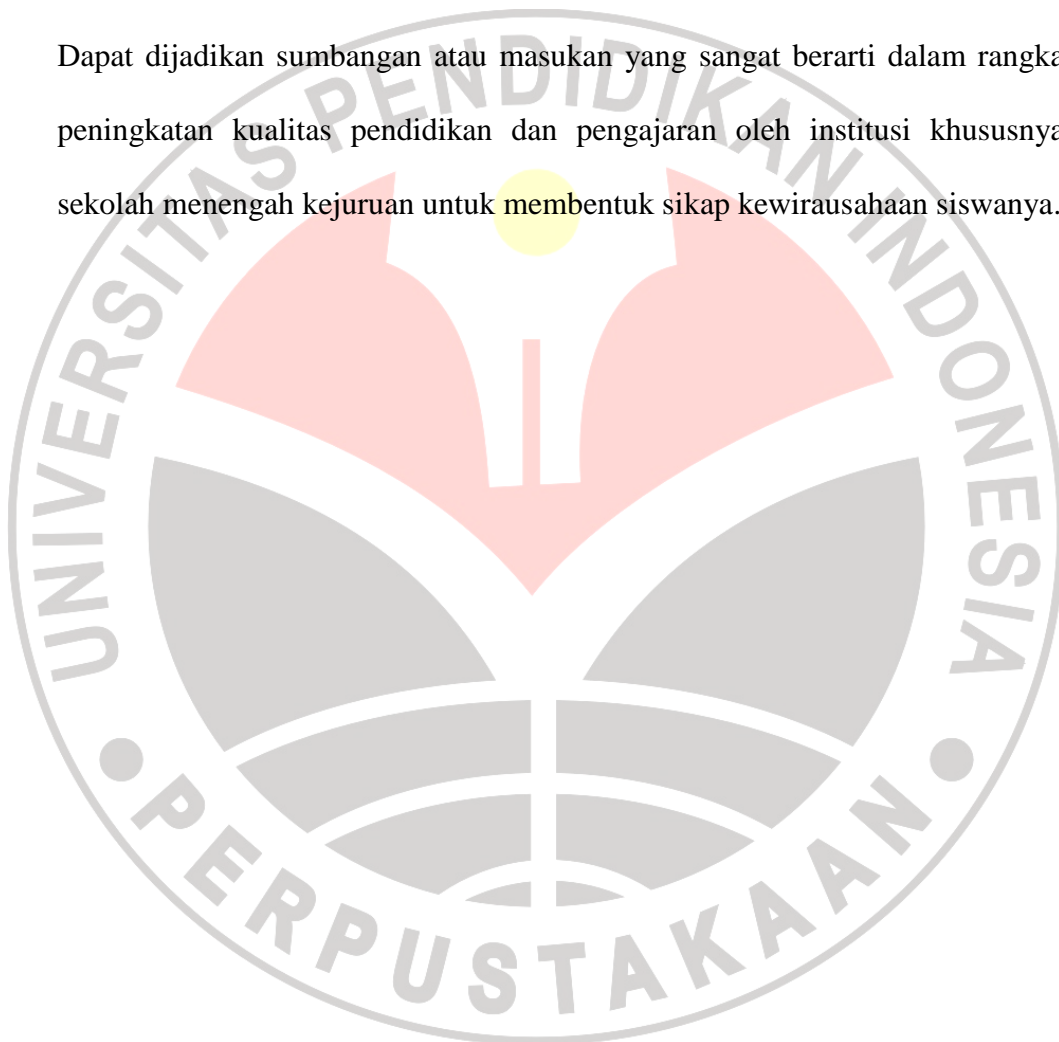 Dapat dijadikan sumbangan atau masukan yang sangat berarti dalam rangka
peningkatan kualitas pendidikan dan pengajaran oleh institusi khususnya
sekolah menengah kejuruan untuk membentuk sikap kewirausahaan siswanya.
UNIVERSITAS PENDIDIKAN INDONESIA
PERPUSTAKAAN